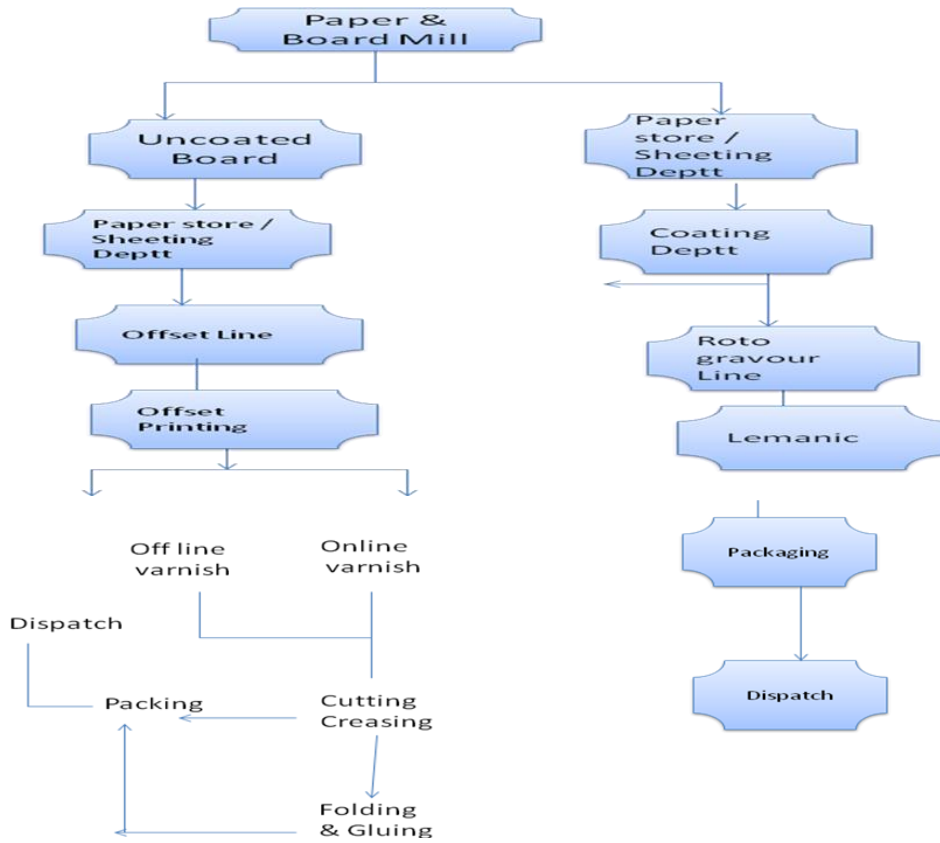 Paper &
Board Mill
Uncoated
Board
Paper store /
Sheeting
Deptt
Offset Line
Offset
Printing
Off line
varnish
Online
varnish
Dispatch
Packing
Cutting
Creasing
Folding
& Gluing
Paper
store /
Sheeting
Deptt
Coating
Deptt
Roto
gravour
Line
Lemanic
Packaging
Dispatch